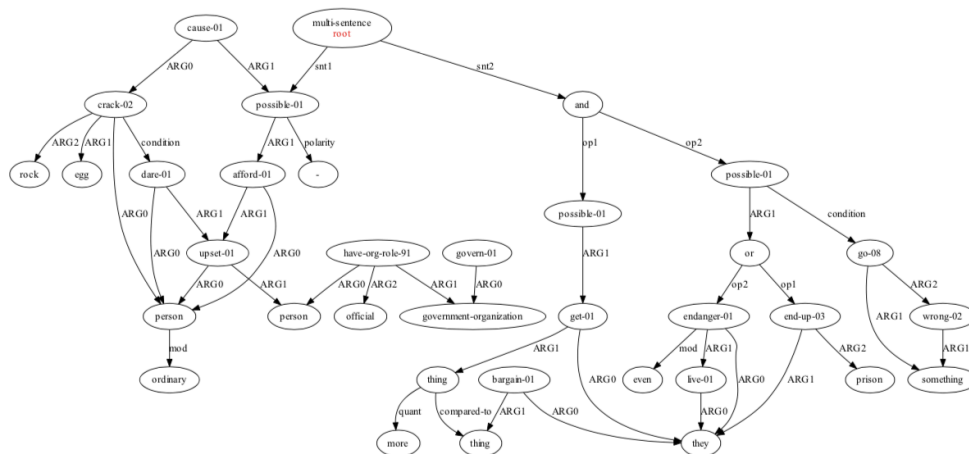 cause-01
multi-sentence
root
ARG0
ARG1
snt1
snt2
crack-02
possible-01
and
ARG2
ARG1
condition
ARG1
polarity
op1
op2
rock
egg
dare-01
afford-01
-
possible-01
ARG0
ARG0
ARG1
ARG1
ARG0
possible-01
ARG1
condition
upset-01
have-org-role-91
govern-01
ARG1
or
go-08
ARG0
ARG1
ARG0
ARG2
ARG1
ARG0
op2
op1
ARG1
ARG2
person
person
official
government-organization
get-01
endanger-01
end-up-03
wrong-02
mod
ARG1
ARG0
mod
ARG1
ARG0
ARG1
ARG2
ARG1
ordinary
thing
bargain-01
even
live-01
prison
something
quant
compared-to
ARG1
ARG0
ARG0
more
thing
they